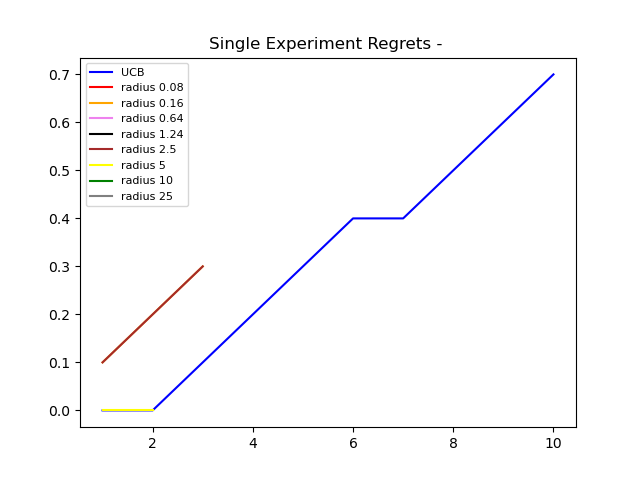 Single Experiment Regrets -
UCB
radius 0.08
radius 0.16
radius 0.64
radius 1.24
radius 2.5
radius 5
radius 10
radius 25
0.7
0.6
0.5
0.4
0.3
0.2
0.1
0.0
2 4 6 8 10